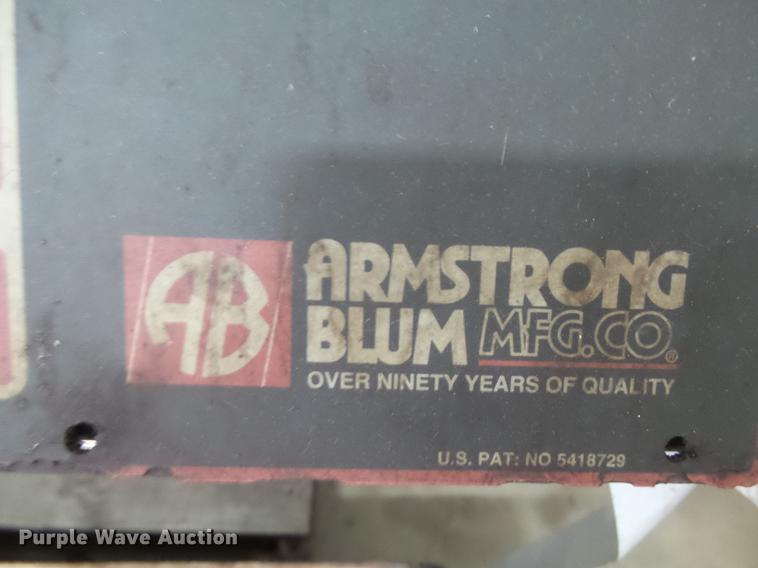 AB
ARMSTRONG
BLUM MFG.CO.®
OVER NINETY YEARS OF QUALITY
U.S. PAT: NO 5418729
Purple Wave Auction